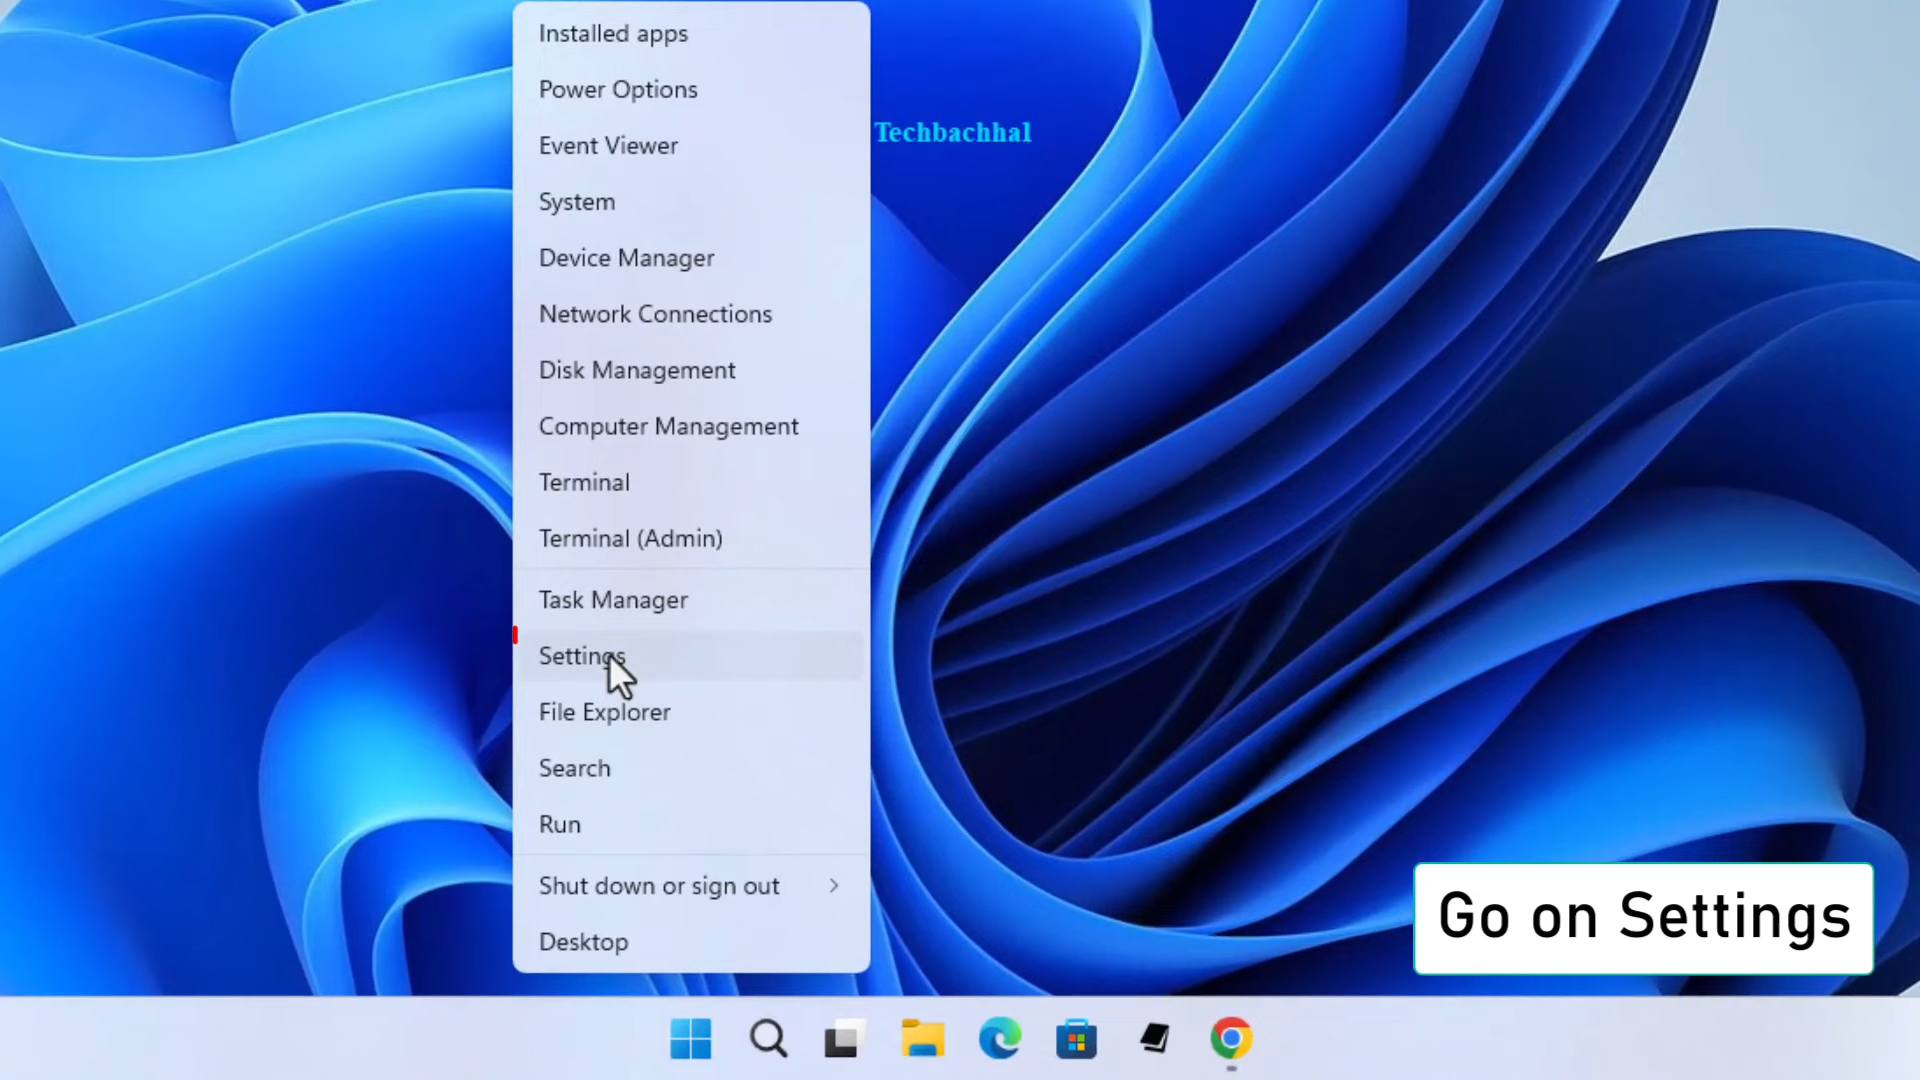 Installed apps
Power Options
Event Viewer
Techbachhal
System
Device Manager
Network Connections
Disk Management
Computer Management
Terminal
Terminal (Admin)
Task Manager
Settings
File Explorer
Search
Run
Shut down or sign out
Desktop
Go on Settings